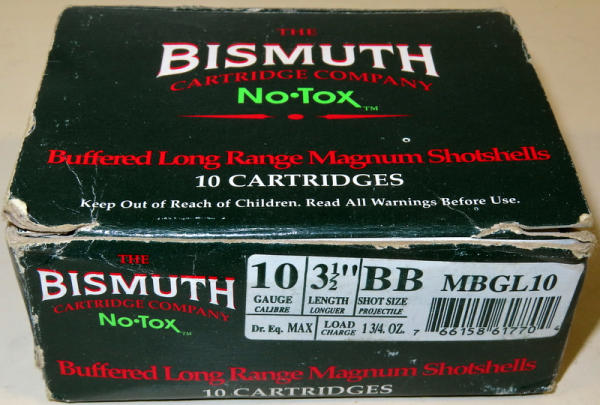 THE
BISMUTH
CARTRIDGE COMPANY
No•Tox™
Buffered Long Range Magnum Shotshells
10 CARTRIDGES
Keep Out of Reach of Children. Read All Warnings Before Use.
THE
BISMUTH
CARTRIDGE COMPANY
No•Tox™
10 3½" BB MBGL10
GAUGE LENGTH SHOT SIZE
CALIBRE LONGUER PROJECTILE
Dr. Eq. MAX LOAD CHARGE 1 3/4. OZ.
7 66158 61770 4
Buffered Long Range Magnum Shotshells
10 CARTRIDGES